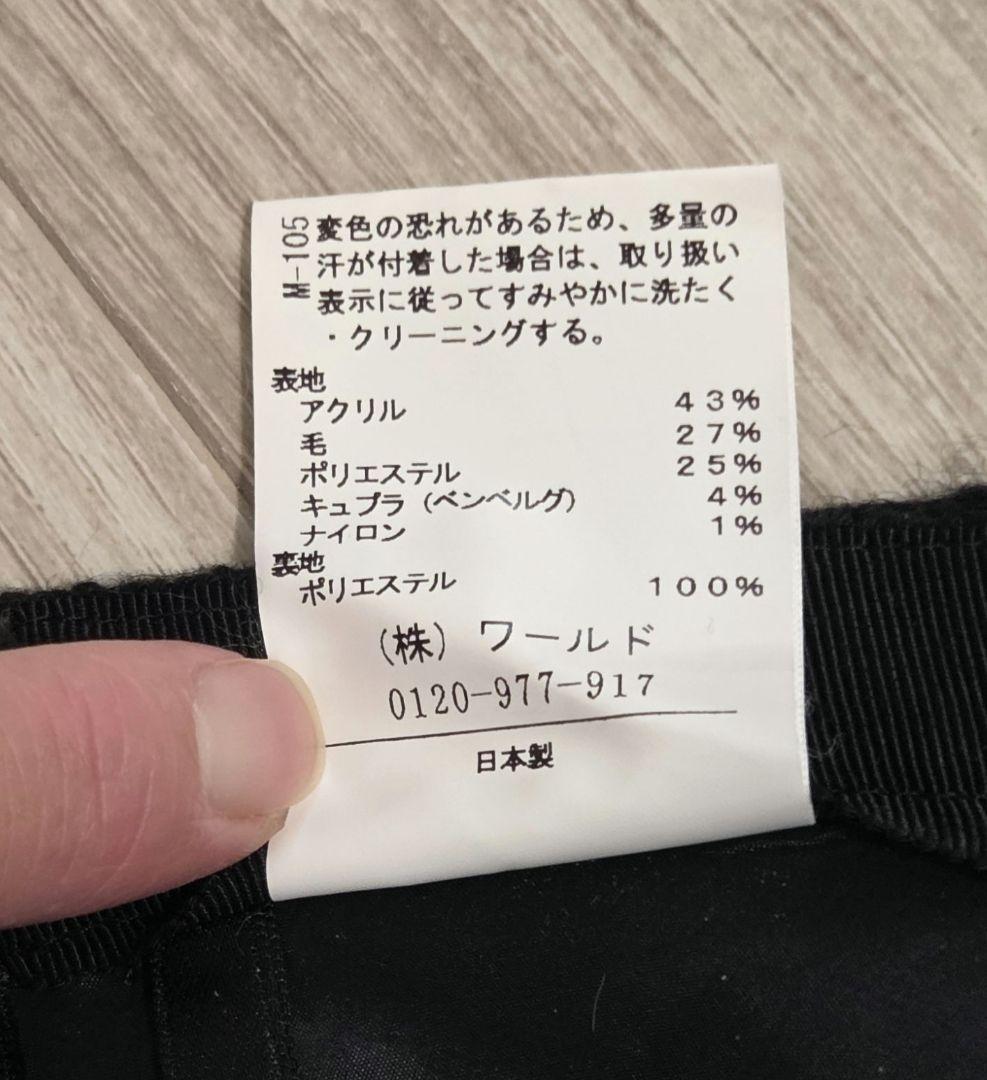 M-105
変色の恐れがあるため、多量の
汗が付着した場合は、取り扱い
表示に従ってすみやかに洗たく
・クリーニングする。
表地
アクリル 43%
毛 27%
ポリエステル 25%
キュプラ（ベンベルグ） 4%
ナイロン 1%
裏地
ポリエステル 100%
（株）ワールド
0120-977-917
日本製